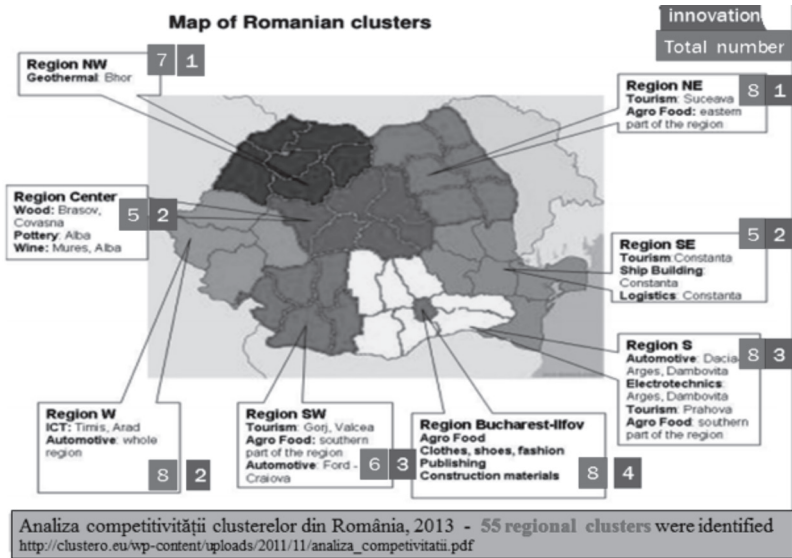 Map of Romanian clusters
innovation
Total number
Region NW
Geothermal: Bhor
7 1
Region NE
Tourism: Suceava
Agro Food: eastern
part of the region
8 1
Region Center
Wood: Brasov,
Covasna
Pottery: Alba
Wine: Mures, Alba
5 2
Region SE
Tourism:Constanta
Ship Building:
Constanta
Logistics: Constanta
5 2
Region S
Automotive: Dacia
Arges, Dambovita
Electrotechnics:
Arges, Dambovita
Tourism: Prahova
Agro Food: southern
part of the region
8 3
Region W
ICT: Timis, Arad
Automotive: whole
region
8 2
Region SW
Tourism: Gorj, Valcea
Agro Food: southern
part of the region
Automotive: Ford -
Craiova
6 3
Region Bucharest-Ilfov
Agro Food
Clothes, shoes, fashion
Publishing
Construction materials
8 4
Analiza competitivității clusterelor din România, 2013 - 55 regional clusters were identified
http://clustero.eu/wp-content/uploads/2011/11/analiza_competitivitatii.pdf